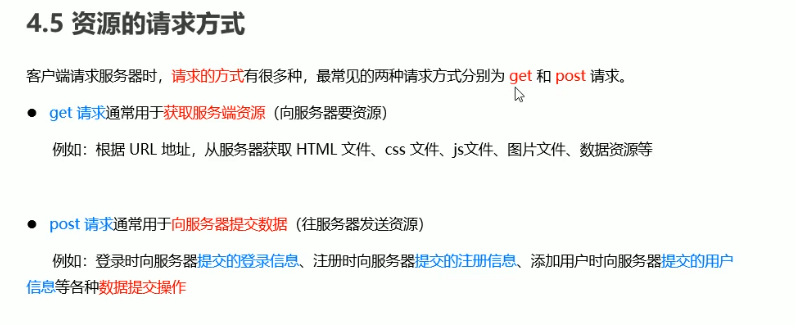 4.5 资源的请求方式
客户端请求服务器时，请求的方式有很多种，最常见的两种请求方式分别为 get 和 post 请求。
● get 请求通常用于获取服务端资源（向服务器要资源）
例如：根据 URL 地址，从服务器获取 HTML 文件、css 文件、js文件、图片文件、数据资源等
● post 请求通常用于向服务器提交数据（往服务器发送资源）
例如：登录时向服务器提交的登录信息、注册时向服务器提交的注册信息、添加用户时向服务器提交的用户
信息等各种数据提交操作